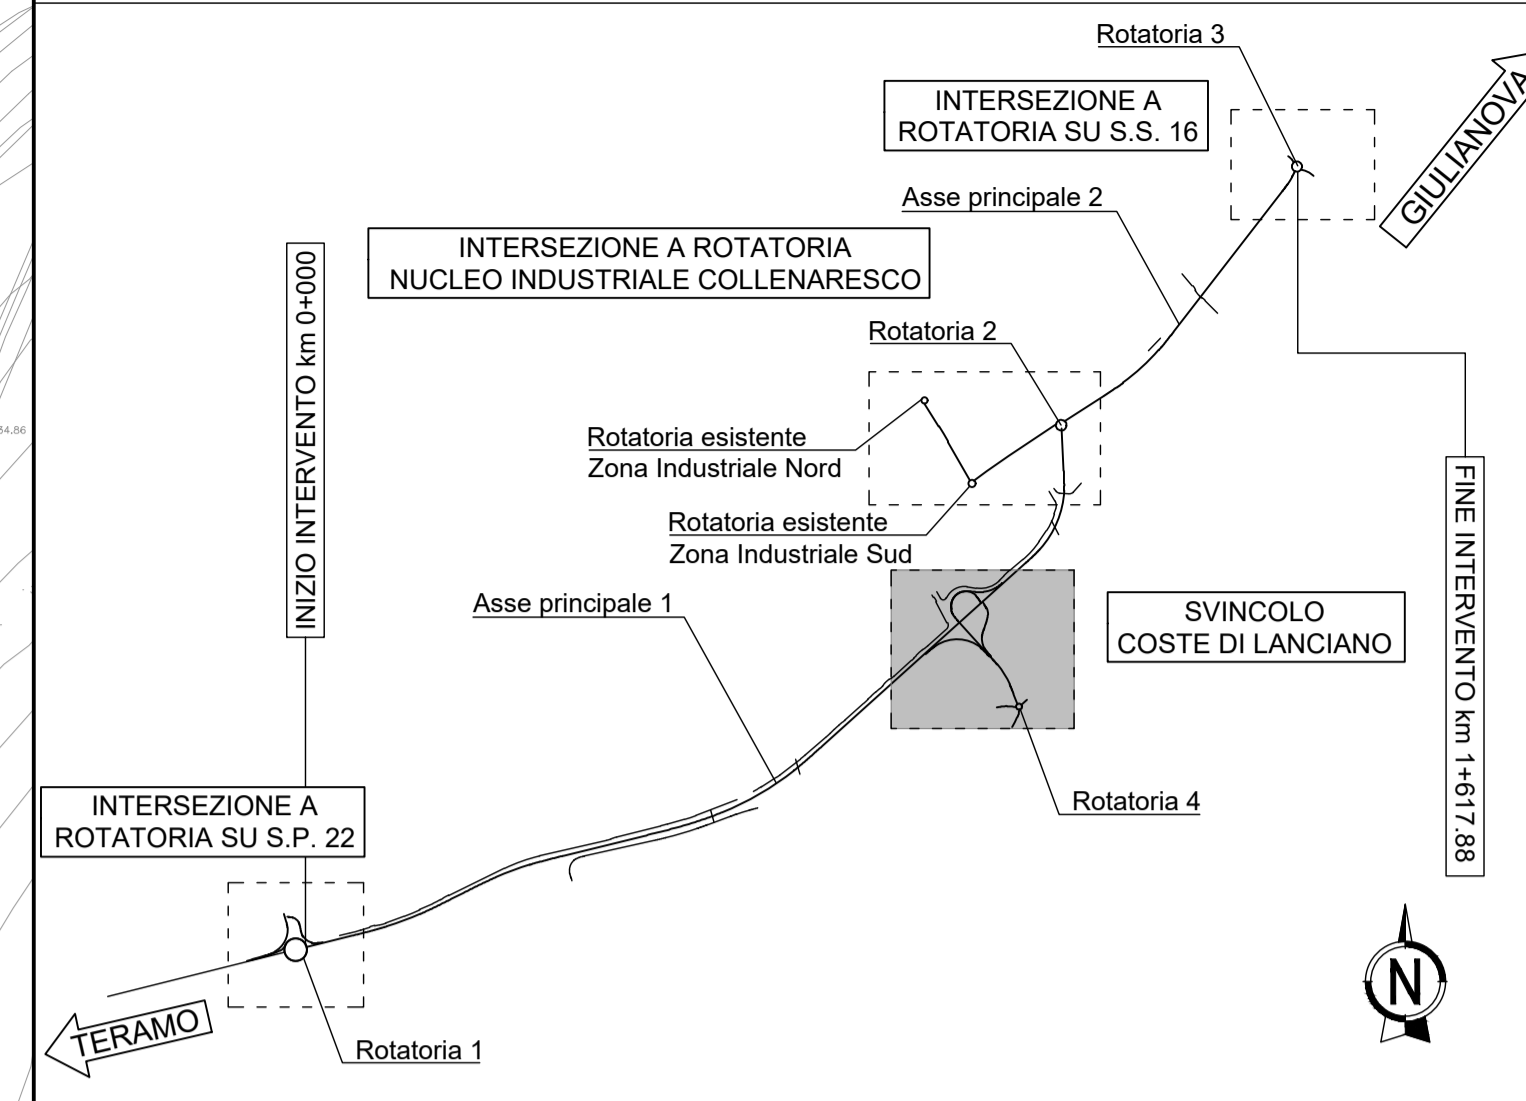 Rotatoria 3
INTERSEZIONE A
ROTATORIA SU S.S. 16
GIULIANOVA
Asse principale 2
INTERSEZIONE A ROTATORIA
NUCLEO INDUSTRIALE COLLENARESCO
INIZIO INTERVENTO km 0+000
Rotatoria 2
34.86
Rotatoria esistente
Zona Industriale Nord
Rotatoria esistente
Zona Industriale Sud
FINE INTERVENTO km 1+617.88
Asse principale 1
SVINCOLO
COSTE DI LANCIANO
INTERSEZIONE A
ROTATORIA SU S.P. 22
Rotatoria 4
N
TERAMO
Rotatoria 1